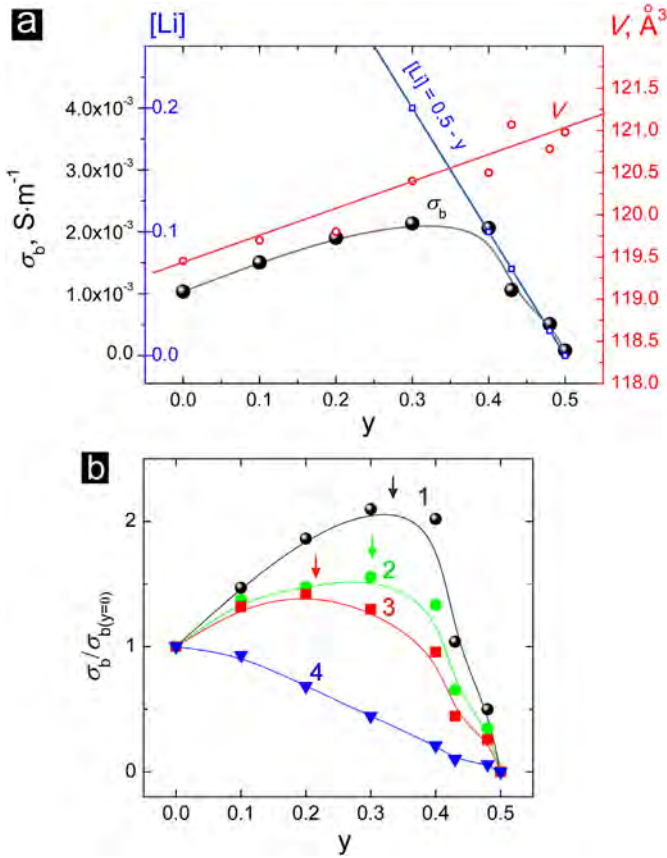 a
[Li]
V, Å³
4.0x10⁻³
3.0x10⁻³
2.0x10⁻³
1.0x10⁻³
0.0
σb, S·m⁻¹
0.2
0.1
0.0
[Li] = 0.5 - y
V
σb
121.5
121.0
120.5
120.0
119.5
119.0
118.5
118.0
0.0 0.1 0.2 0.3 0.4 0.5
y
b
σb/σb(y=0)
2
1
0
1
2
3
4
0.0 0.1 0.2 0.3 0.4 0.5
y